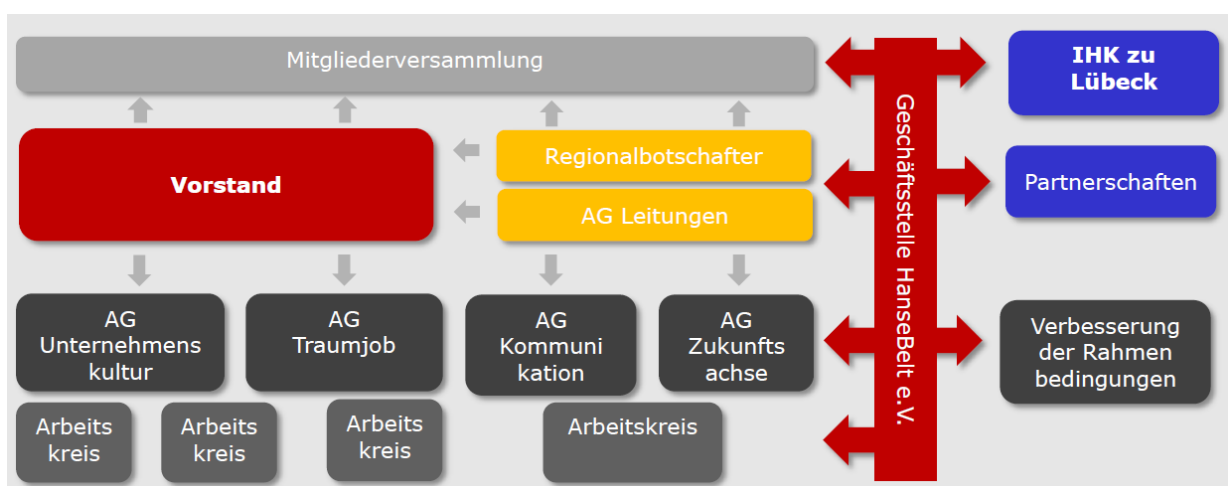 Mitgliederversammlung
IHK zu
Lübeck
Vorstand
Regionalbotschafter
AG Leitungen
Partnerschaften
Geschäftsstelle HanseBelt e.V.
AG
Unternehmens
kultur
AG
Traumjob
AG
Kommuni
kation
AG
Zukunfts
achse
Verbesserung
der Rahmen
bedingungen
Arbeits
kreis
Arbeits
kreis
Arbeits
kreis
Arbeitskreis